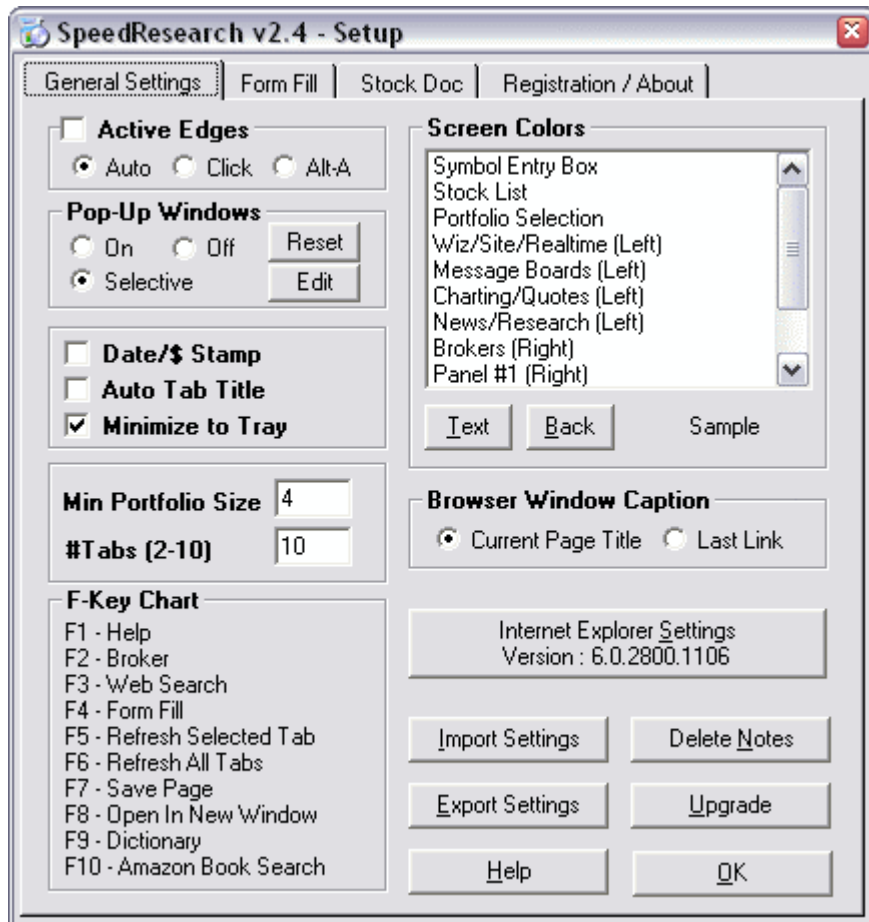 SpeedResearch v2.4 - Setup
General Settings
Form Fill
Stock Doc
Registration / About
Active Edges
Auto
Click
Alt-A
Pop-Up Windows
On
Off
Reset
Selective
Edit
Date/$ Stamp
Auto Tab Title
Minimize to Tray
Min Portfolio Size
4
#Tabs (2-10)
10
F-Key Chart
F1 - Help
F2 - Broker
F3 - Web Search
F4 - Form Fill
F5 - Refresh Selected Tab
F6 - Refresh All Tabs
F7 - Save Page
F8 - Open In New Window
F9 - Dictionary
F10 - Amazon Book Search
Screen Colors
Symbol Entry Box
Stock List
Portfolio Selection
Wiz/Site/Realtime (Left)
Message Boards (Left)
Charting/Quotes (Left)
News/Research (Left)
Brokers (Right)
Panel #1 (Right)
Text
Back
Sample
Browser Window Caption
Current Page Title
Last Link
Internet Explorer Settings
Version : 6.0.2800.1106
Import Settings
Delete Notes
Export Settings
Upgrade
Help
OK